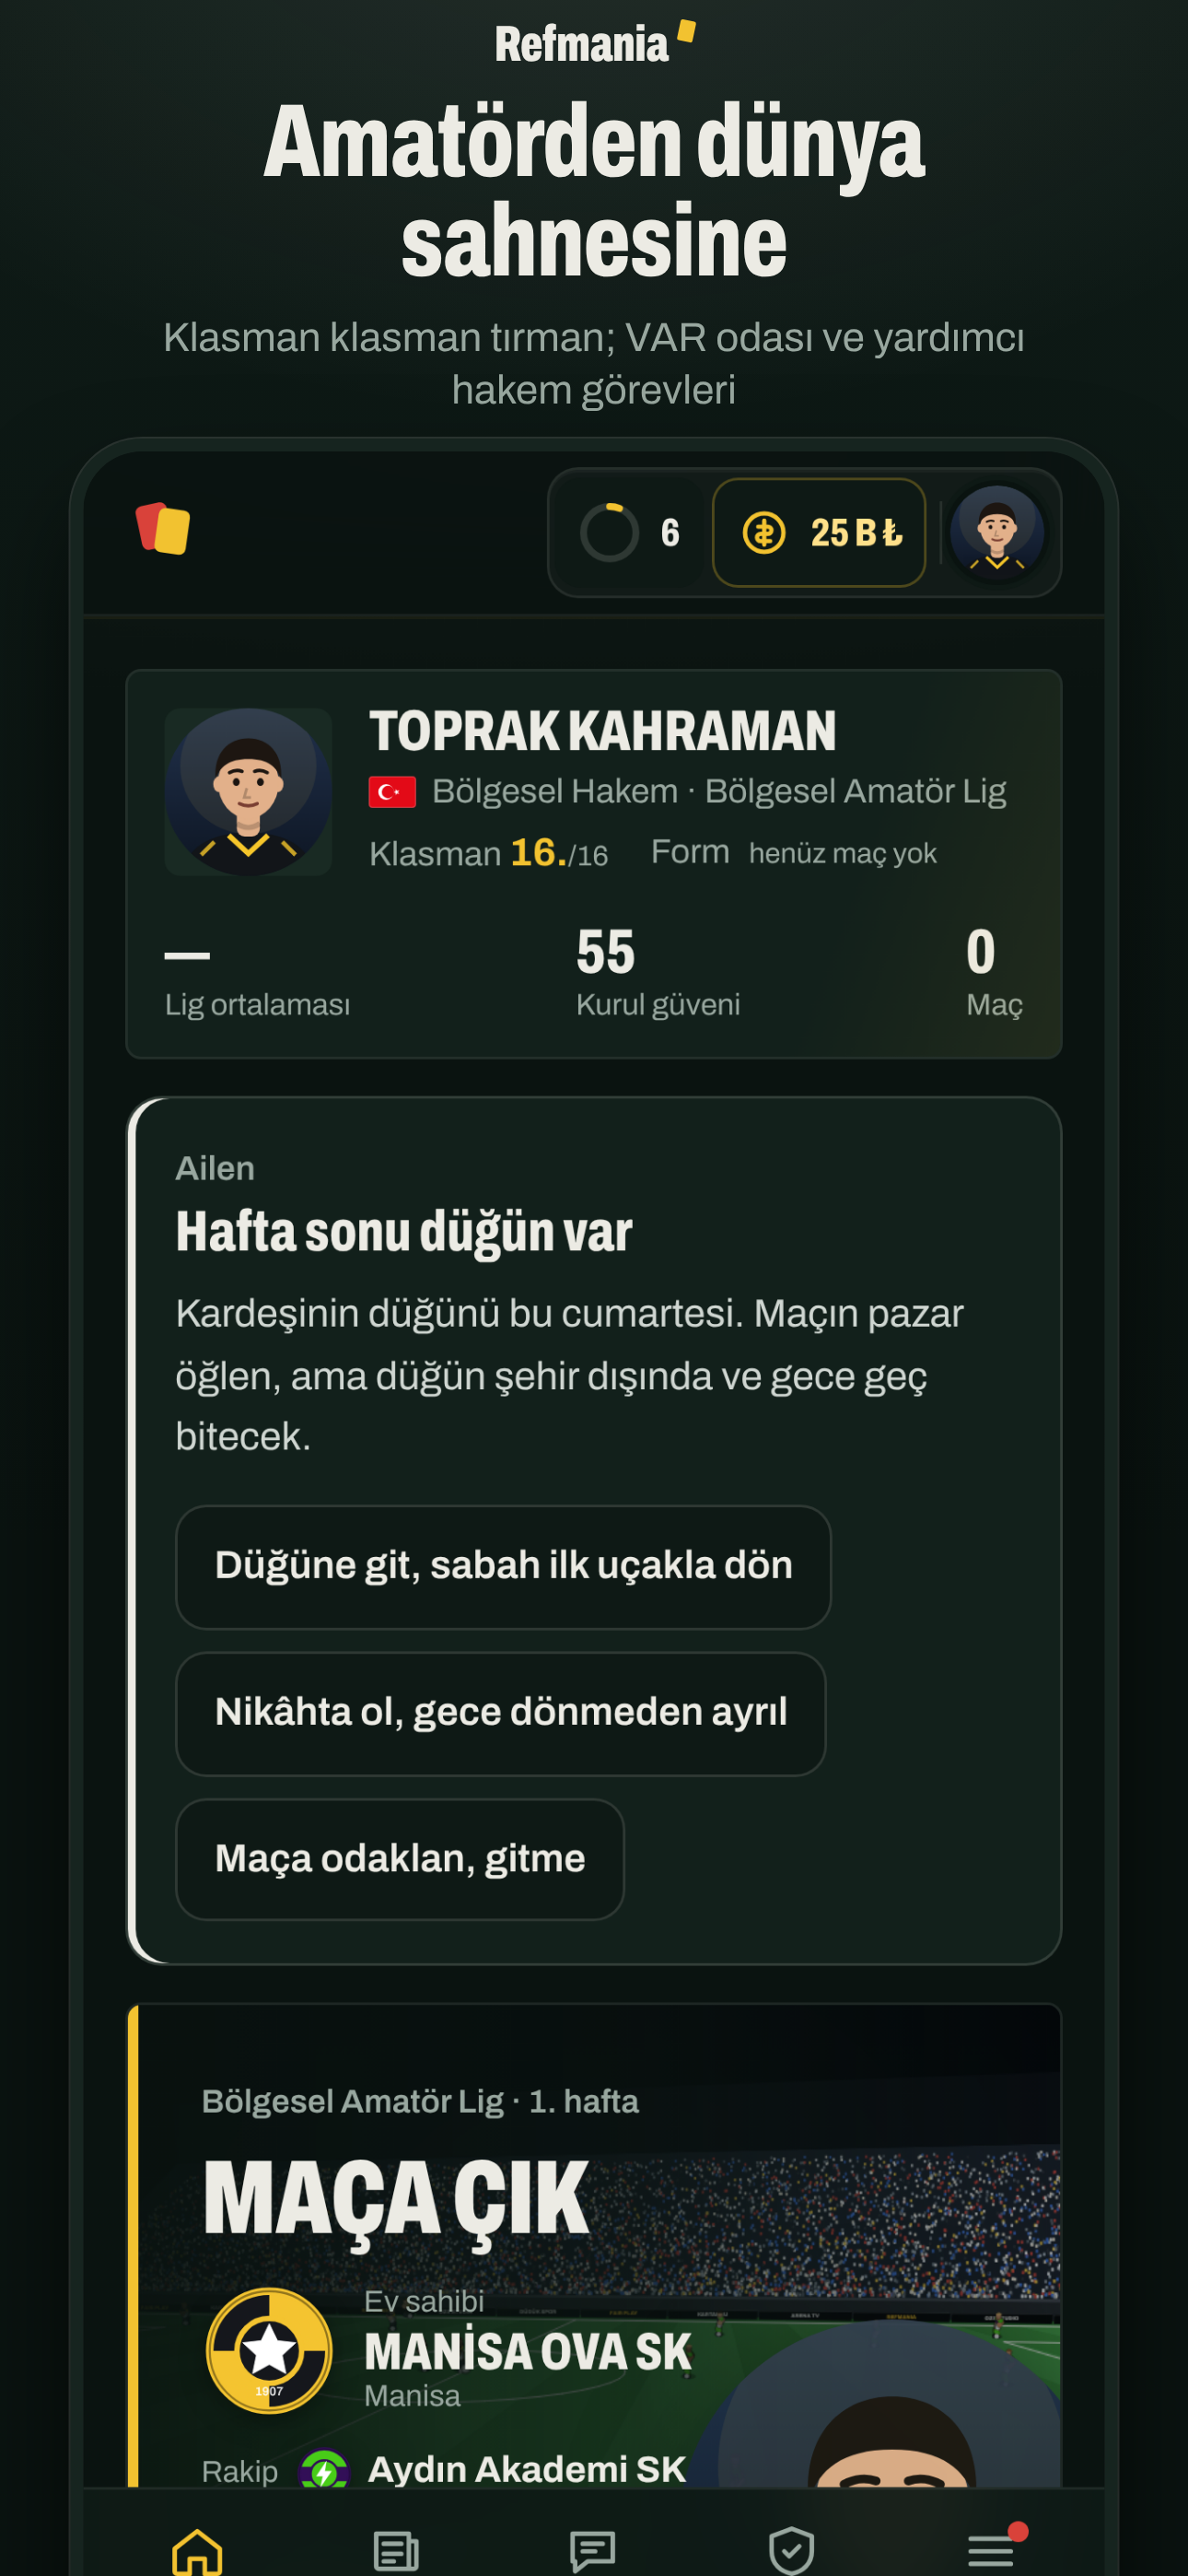 Refmania
Amatörden dünya
sahnesine
Klasman klasman tırman; VAR odası ve yardımcı
hakem görevleri
6
25 B ₺
TOPRAK KAHRAMAN
Bölgesel Hakem · Bölgesel Amatör Lig
Klasman 16./16 Form henüz maç yok
— 55 0
Lig ortalaması Kurul güveni Maç
Ailen
Hafta sonu düğün var
Kardeşinin düğünü bu cumartesi. Maçın pazar
öğlen, ama düğün şehir dışında ve gece geç
bitecek.
Düğüne git, sabah ilk uçakla dön
Nikâhta ol, gece dönmeden ayrıl
Maça odaklan, gitme
Bölgesel Amatör Lig · 1. hafta
MAÇA ÇIK
Ev sahibi
MANİSA OVA SK
Manisa
1907
Rakip Aydın Akademi SK